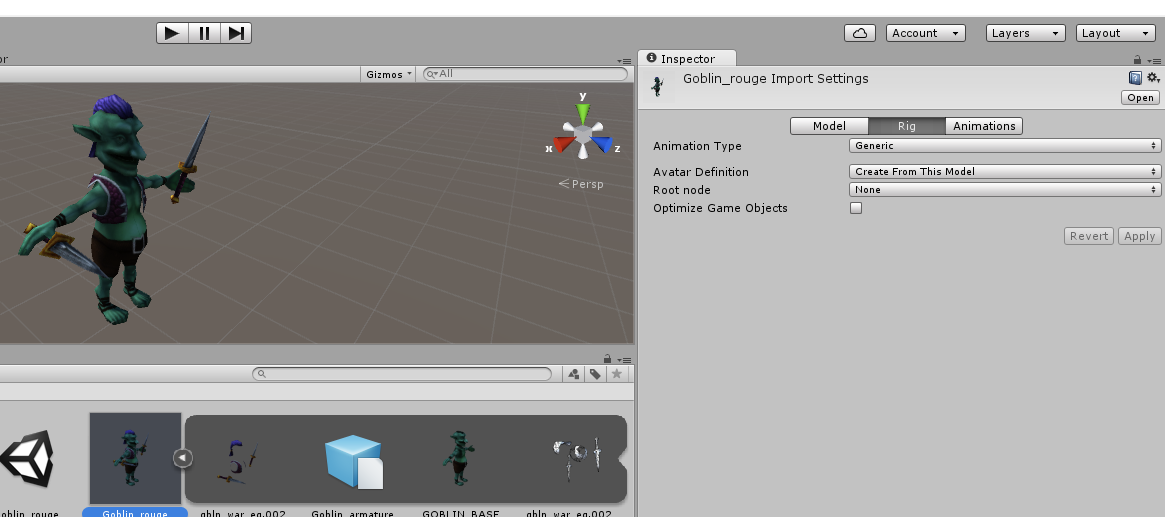 Account
Layers
Layout
or
Gizmos
All
Inspector
Goblin_rouge Import Settings
Open
Model
Rig
Animations
Animation Type
Generic
Avatar Definition
Create From This Model
Root node
None
Optimize Game Objects
Revert
Apply
y
x
z
Persp
oblin_rouge
Goblin_rouge
gbln_war_eq.002
Goblin_armature
GOBLIN_BASE
gbln_war_eq.002